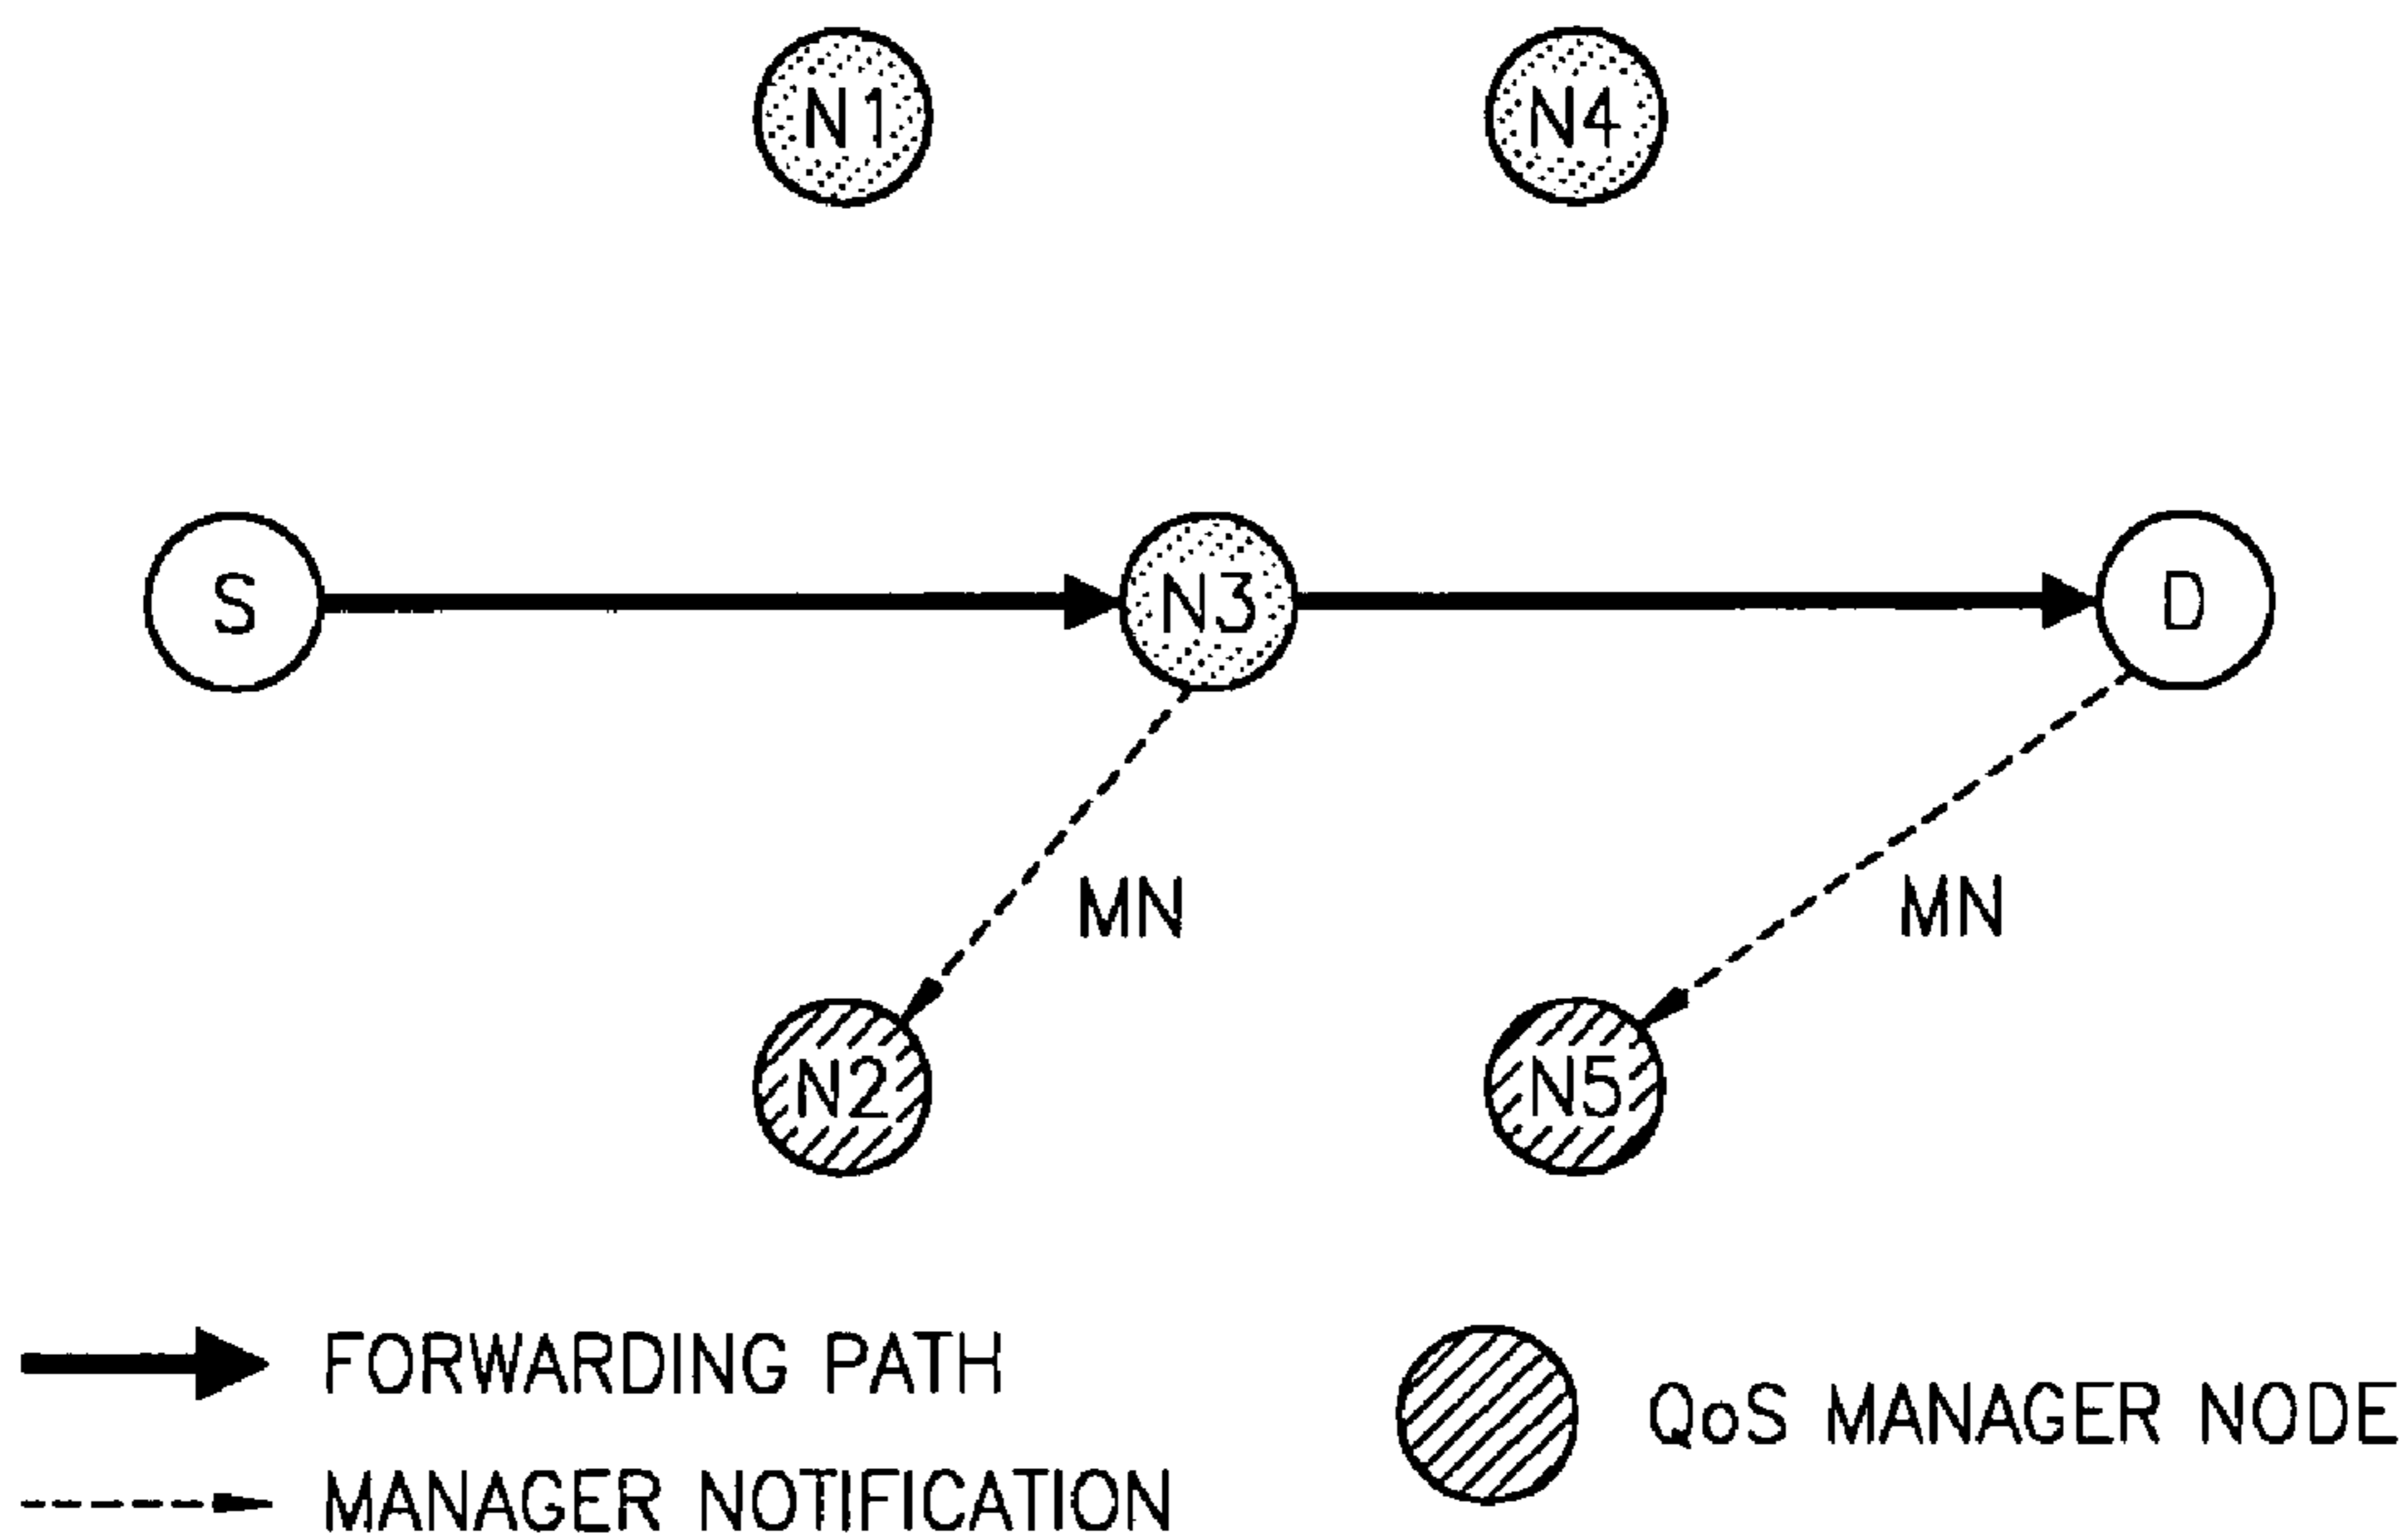 N1
N4
S
N3
D
MN
MN
N2
N5
FORWARDING PATH
QoS MANAGER NODE
MANAGER NOTIFICATION